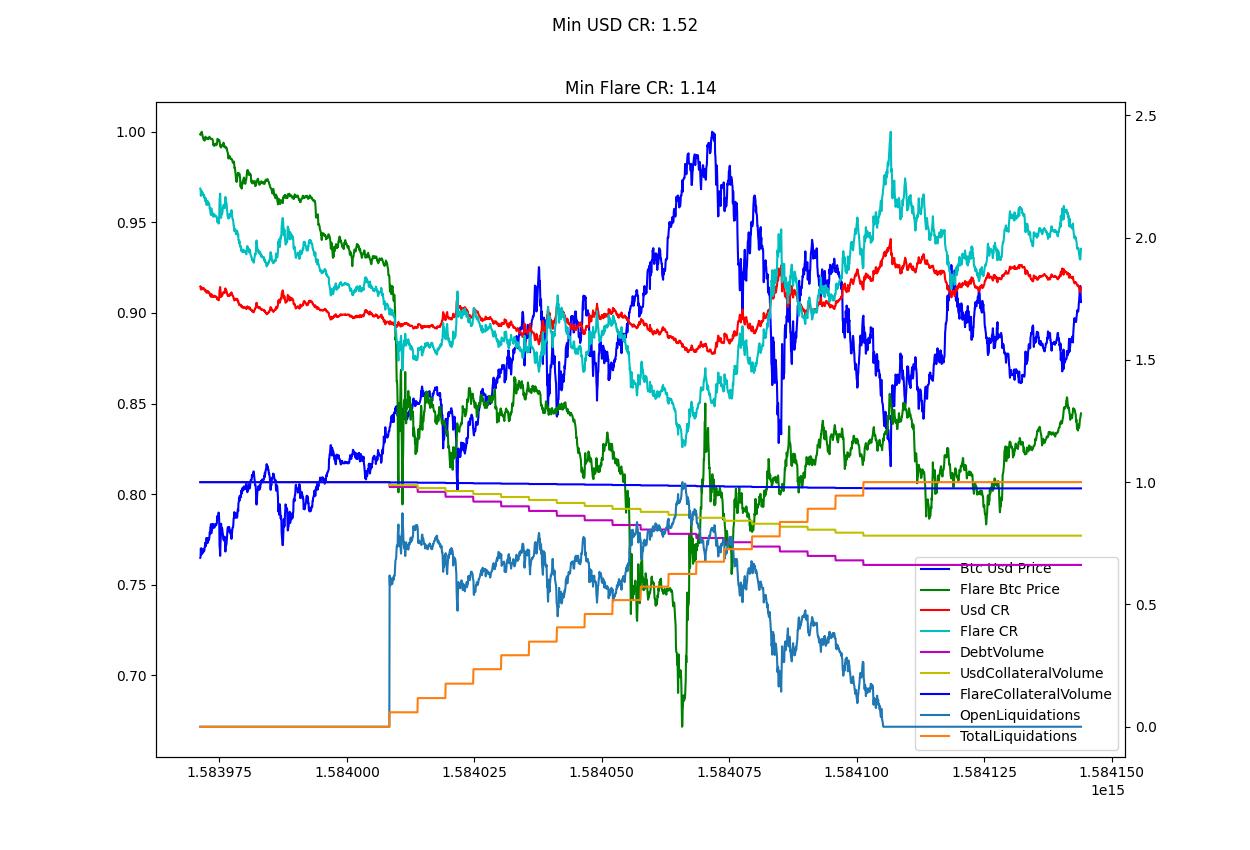 Min USD CR: 1.52
Min Flare CR: 1.14
1.00
0.95
0.90
0.85
0.80
0.75
0.70
2.5
2.0
1.5
1.0
0.5
0.0
Btc Usd Price
Flare Btc Price
Usd CR
Flare CR
DebtVolume
UsdCollateralVolume
FlareCollateralVolume
OpenLiquidations
TotalLiquidations
1.583975 1.584000 1.584025 1.584050 1.584075 1.584100 1.584125 1.584150
1e15